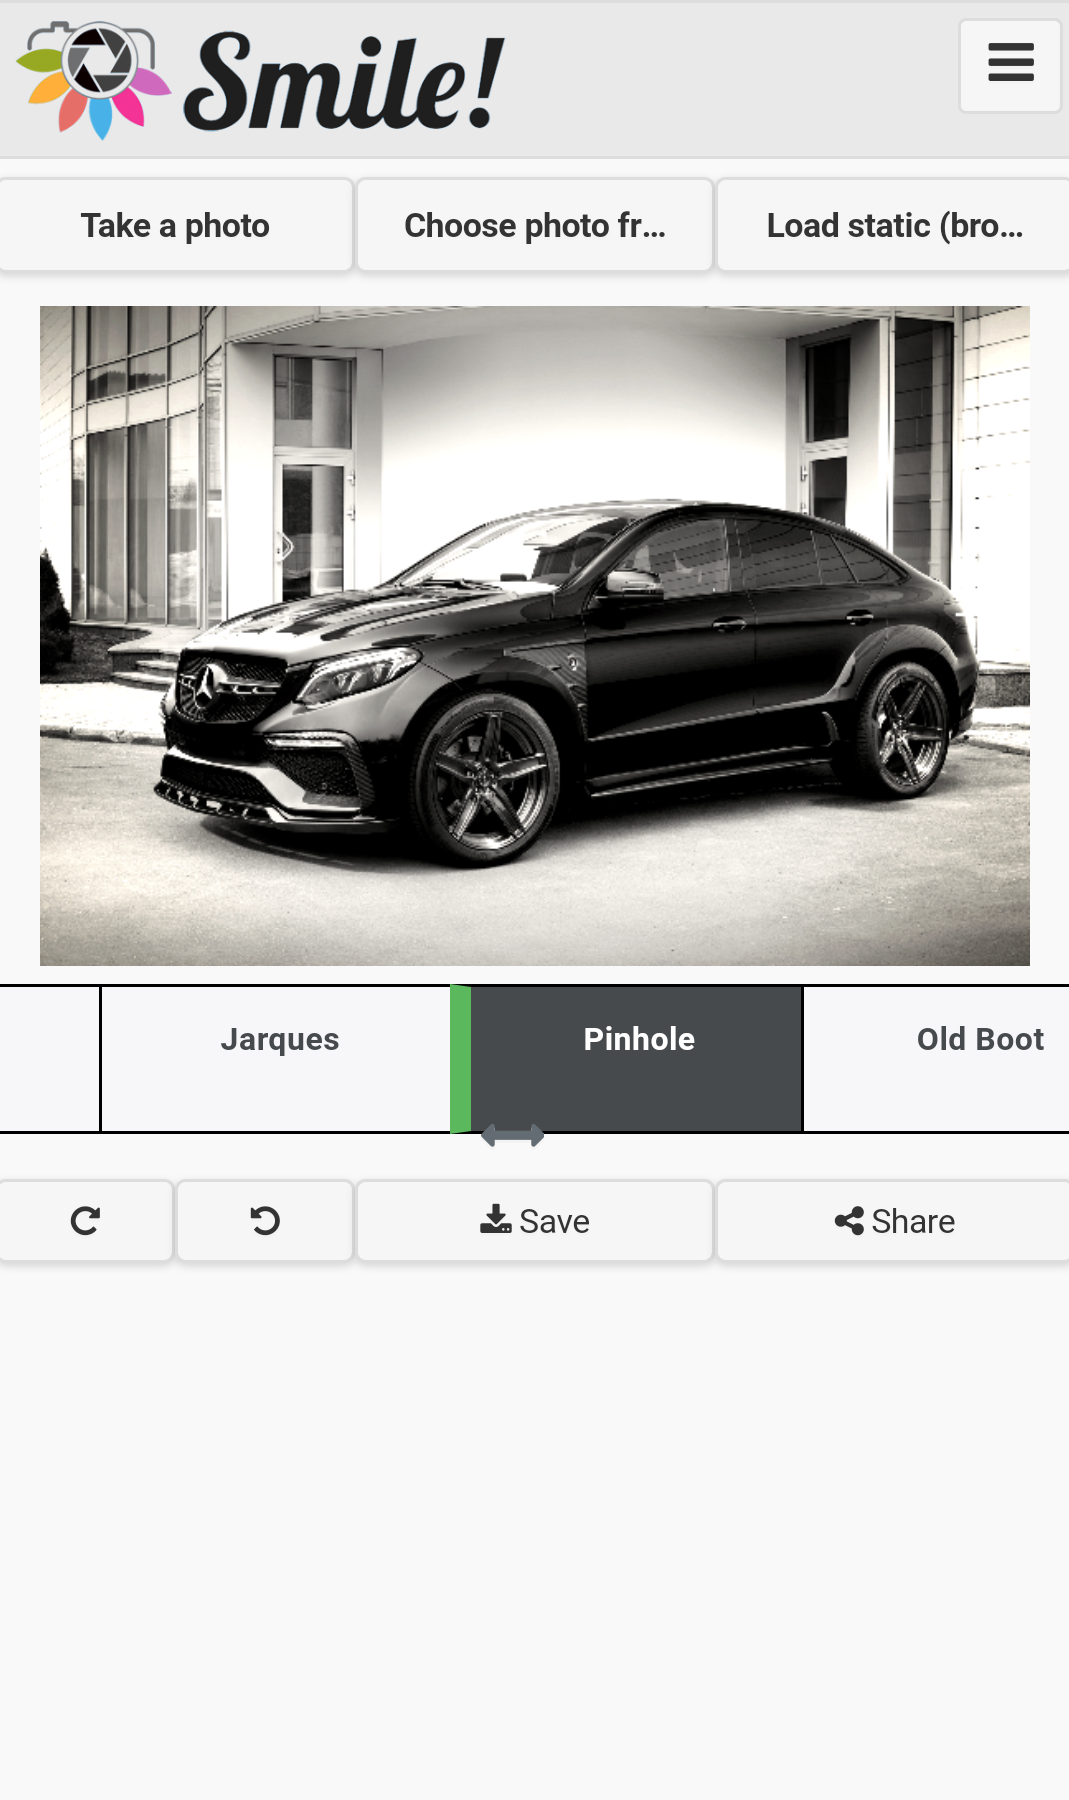 Smile!
Take a photo
Choose photo fr...
Load static (bro...
Jarques
Pinhole
Old Boot
Save
Share